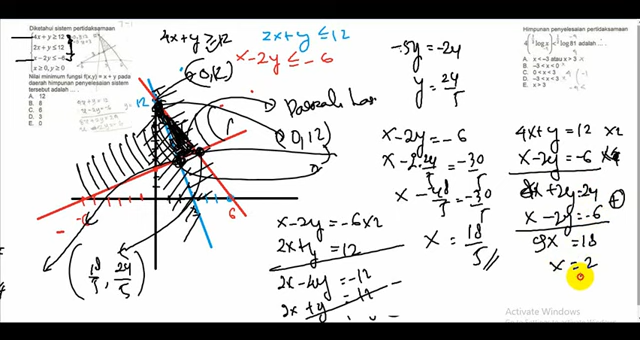 Diketahui sistem pertidaksamaan
4x + y ≥ 12
2x + y ≤ 12
x − 2y ≤ −6
x ≥ 0, y ≥ 0
Nilai minimum fungsi f(x,y) = x + y pada
daerah himpunan penyelesaian sistem
tersebut adalah ....
A. 12
B. 8
C. 6
D. 3
E. 0
4x+y ≥ 12
2x+y ≤ 12
x-2y ≤ -6
(0,12)
12
Daerah
(0,12)
-6
3
6
(18/5, 24/5)
x-2y = -6 x2
2x+y = 12
2x-4y = -12
2x+y = 12
-5y = -24
y = 24/5
x-2y = -6
x-2·24/5 = -30/5
x - 48/5 = -30/5
x = 18/5
Himpunan penyelesaian pertidaksamaan
A. x < −3 atau x > 3
B. −3 < x < 0
C. 0 < x < 3
D. −3 < x < 3
E. x > 3
4x+y = 12 x2
x-2y = -6
8x+2y = 24
x-2y = -6
9x = 18
x = 2
Activate Windows